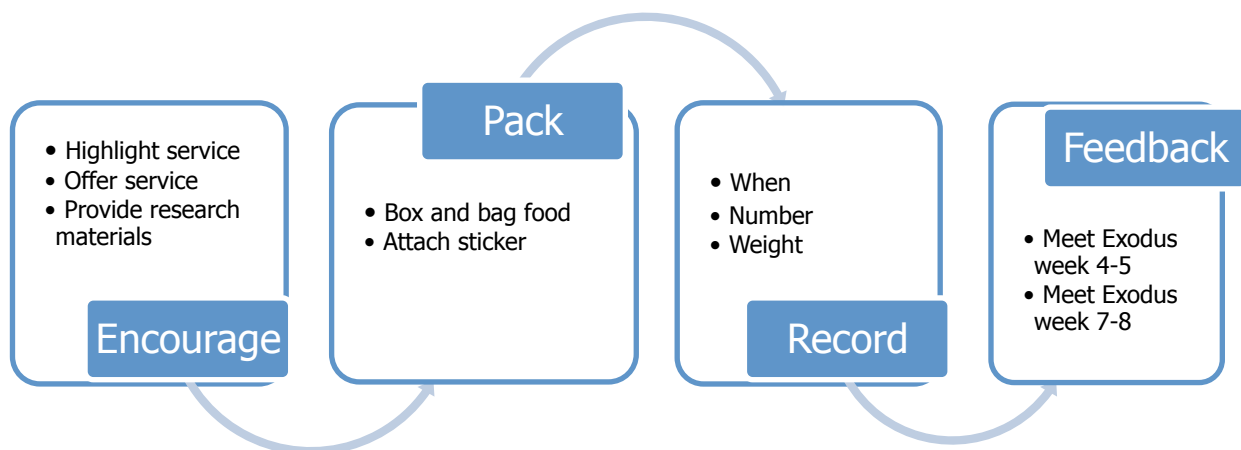 • Highlight service
• Offer service
• Provide research
materials
Encourage
Pack
• Box and bag food
• Attach sticker
• When
• Number
• Weight
Record
Feedback
• Meet Exodus
week 4-5
• Meet Exodus
week 7-8